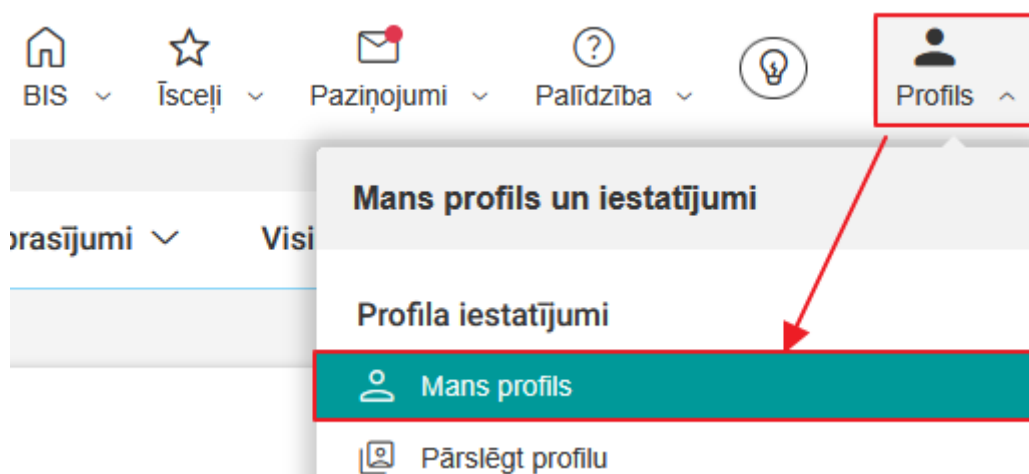 BIS Īsceļi Paziņojumi Palīdzība Profils
Mans profils un iestatījumi
Visi
Profila iestatījumi
Mans profils
Pārslēgt profilu